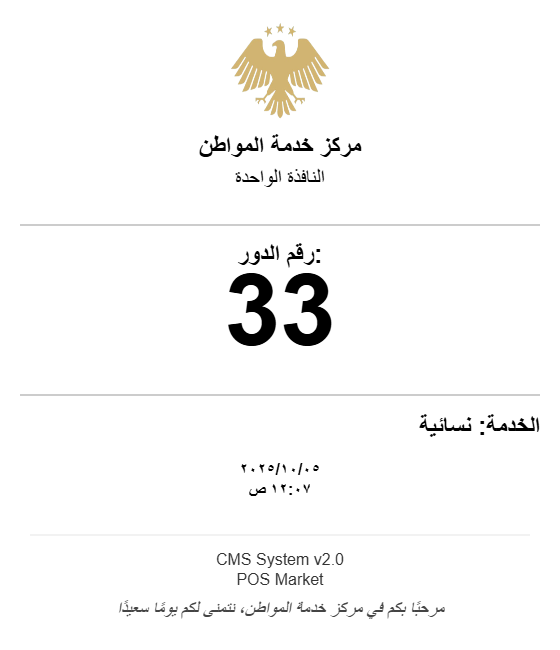 مركز خدمة المواطن
النافذة الواحدة
رقم الدور:
33
الخدمة: نسائية
٢٠٢٥/١٠/٠٥
١٢:٠٧ ص
CMS System v2.0
POS Market
مرحبًا بكم في مركز خدمة المواطن، نتمنى لكم يومًا سعيدًا